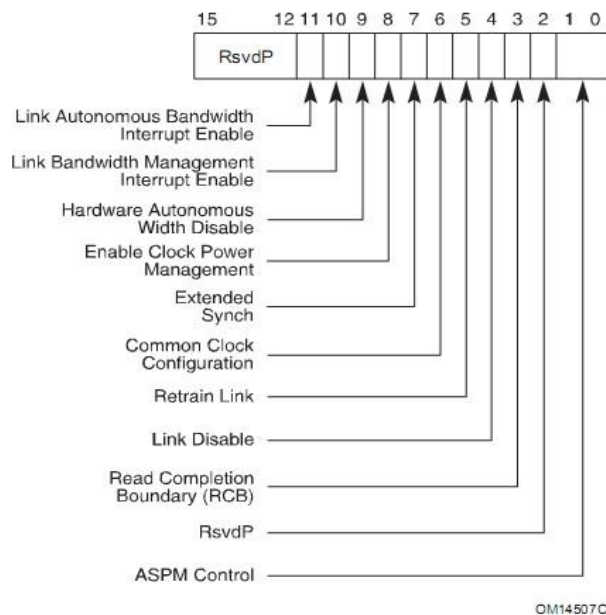 15 12 11 10 9 8 7 6 5 4 3 2 1 0
RsvdP
Link Autonomous Bandwidth
Interrupt Enable
Link Bandwidth Management
Interrupt Enable
Hardware Autonomous
Width Disable
Enable Clock Power
Management
Extended
Synch
Common Clock
Configuration
Retrain Link
Link Disable
Read Completion
Boundary (RCB)
RsvdP
ASPM Control
OM14507C